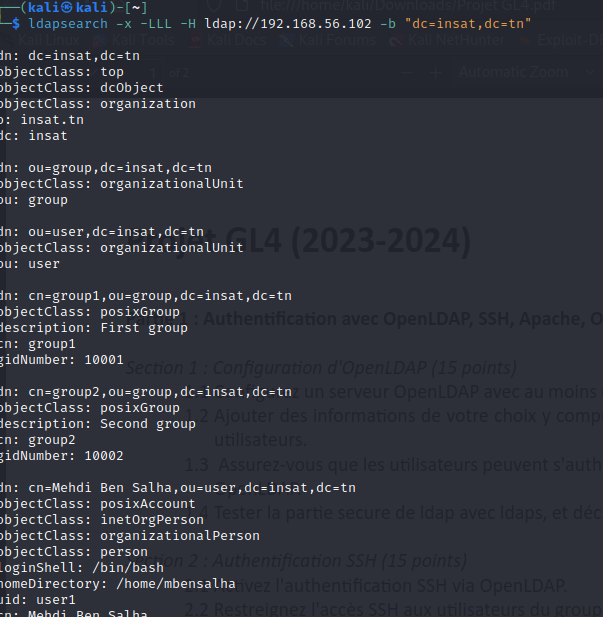 (kali㉿kali)-[~]
$ ldapsearch -x -LLL -H ldap://192.168.56.102 -b "dc=insat,dc=tn"
dn: dc=insat,dc=tn
objectClass: top
objectClass: dcObject
objectClass: organization
o: insat.tn
dc: insat
dn: ou=group,dc=insat,dc=tn
objectClass: organizationalUnit
ou: group
dn: ou=user,dc=insat,dc=tn
objectClass: organizationalUnit
ou: user
dn: cn=group1,ou=group,dc=insat,dc=tn
objectClass: posixGroup
description: First group
cn: group1
gidNumber: 10001
dn: cn=group2,ou=group,dc=insat,dc=tn
objectClass: posixGroup
description: Second group
cn: group2
gidNumber: 10002
dn: cn=Mehdi Ben Salha,ou=user,dc=insat,dc=tn
objectClass: posixAccount
objectClass: inetOrgPerson
objectClass: organizationalPerson
objectClass: person
loginShell: /bin/bash
homeDirectory: /home/mbensalha
uid: user1
cn: Mehdi Ben Salha
file:///home/kali/Downloads/Projet GL4.pdf
Kali Linux Kali Tools Kali Docs Kali Forums Kali NetHunter Exploit-DB
1 of 2 Automatic Zoom
GL4 (2023-2024)
1 : Authentification avec OpenLDAP, SSH, Apache, O
Section 1 : Configuration d'OpenLDAP (15 points)
un serveur OpenLDAP avec au moins
1.2 Ajouter des informations de votre choix y comp
utilisateurs.
1.3 Assurez-vous que les utilisateurs peuvent s'auth
Tester la partie secure de ldap avec ldaps, et déc
Section 2 : Authentification SSH (15 points)
l'authentification SSH via OpenLDAP.
2.2 Restreignez l'accès SSH aux utilisateurs du group